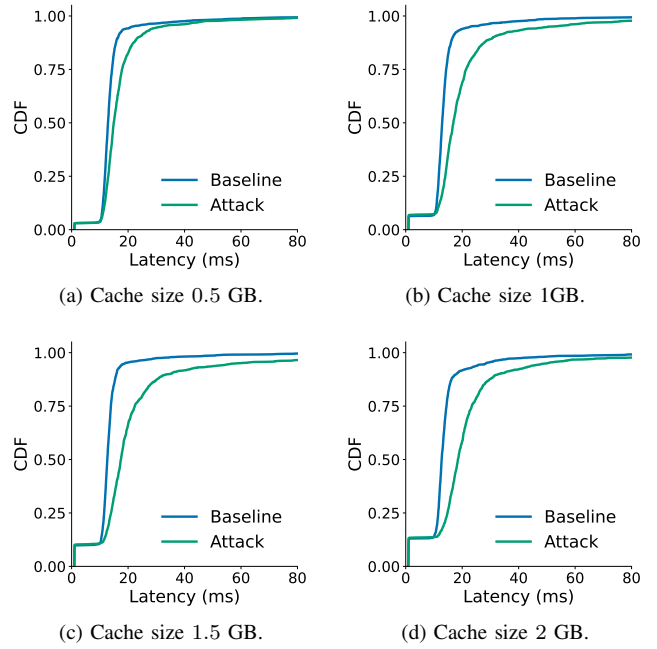 1.00
0.75
0.50
0.25
0.00
CDF
0 20 40 60 80
Latency (ms)
Baseline
Attack
(a) Cache size 0.5 GB.
1.00
0.75
0.50
0.25
0.00
CDF
0 20 40 60 80
Latency (ms)
Baseline
Attack
(b) Cache size 1GB.
1.00
0.75
0.50
0.25
0.00
CDF
0 20 40 60 80
Latency (ms)
Baseline
Attack
(c) Cache size 1.5 GB.
1.00
0.75
0.50
0.25
0.00
CDF
0 20 40 60 80
Latency (ms)
Baseline
Attack
(d) Cache size 2 GB.